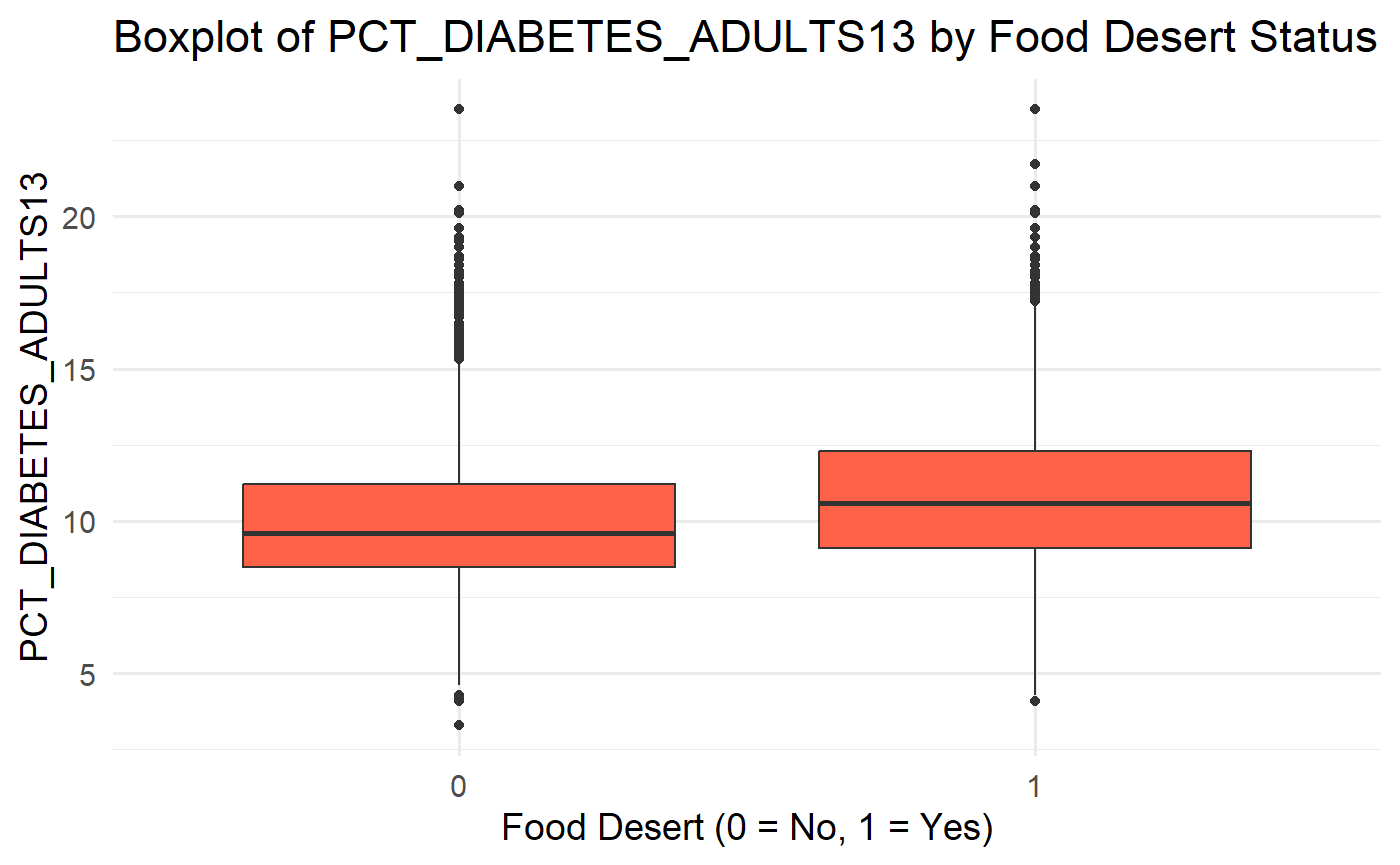 Boxplot of PCT_DIABETES_ADULTS13 by Food Desert Status
PCT_DIABETES_ADULTS13
20
15
10
5
0
1
Food Desert (0 = No, 1 = Yes)